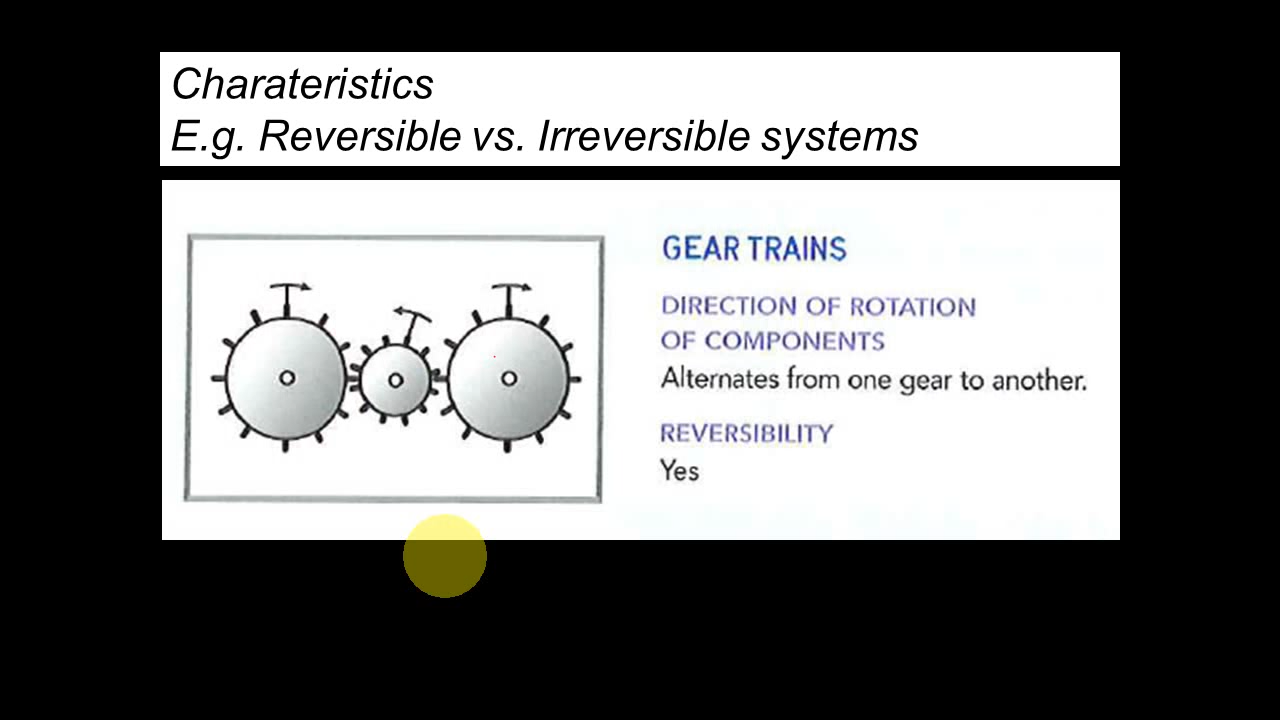 Charateristics
E.g. Reversible vs. Irreversible systems
GEAR TRAINS
DIRECTION OF ROTATION
OF COMPONENTS
Alternates from one gear to another.
REVERSIBILITY
Yes